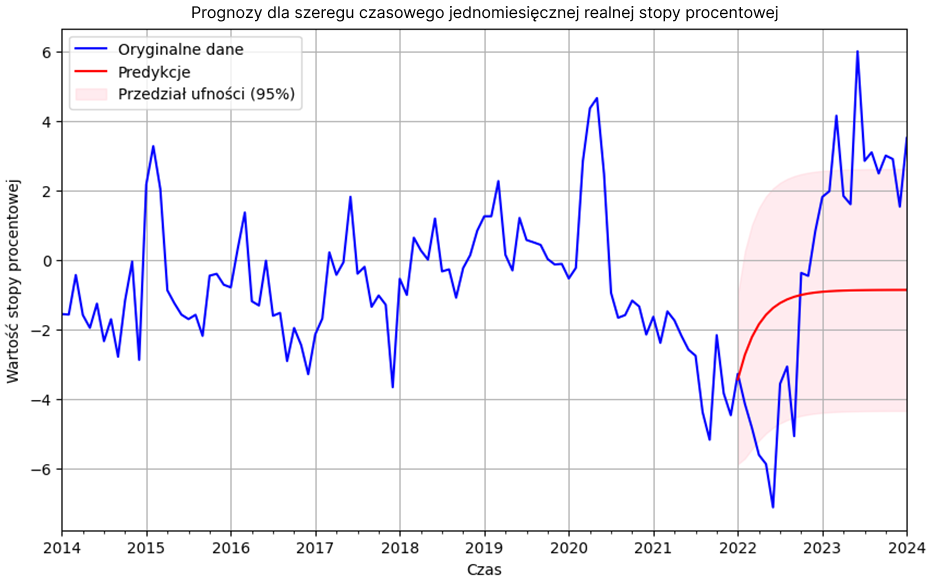 Prognozy dla szeregu czasowego jednomiesięcznej realnej stopy procentowej
Oryginalne dane
Predykcje
Przedział ufności (95%)
Wartość stopy procentowej
6
4
2
0
−2
−4
−6
2014 2015 2016 2017 2018 2019 2020 2021 2022 2023 2024
Czas